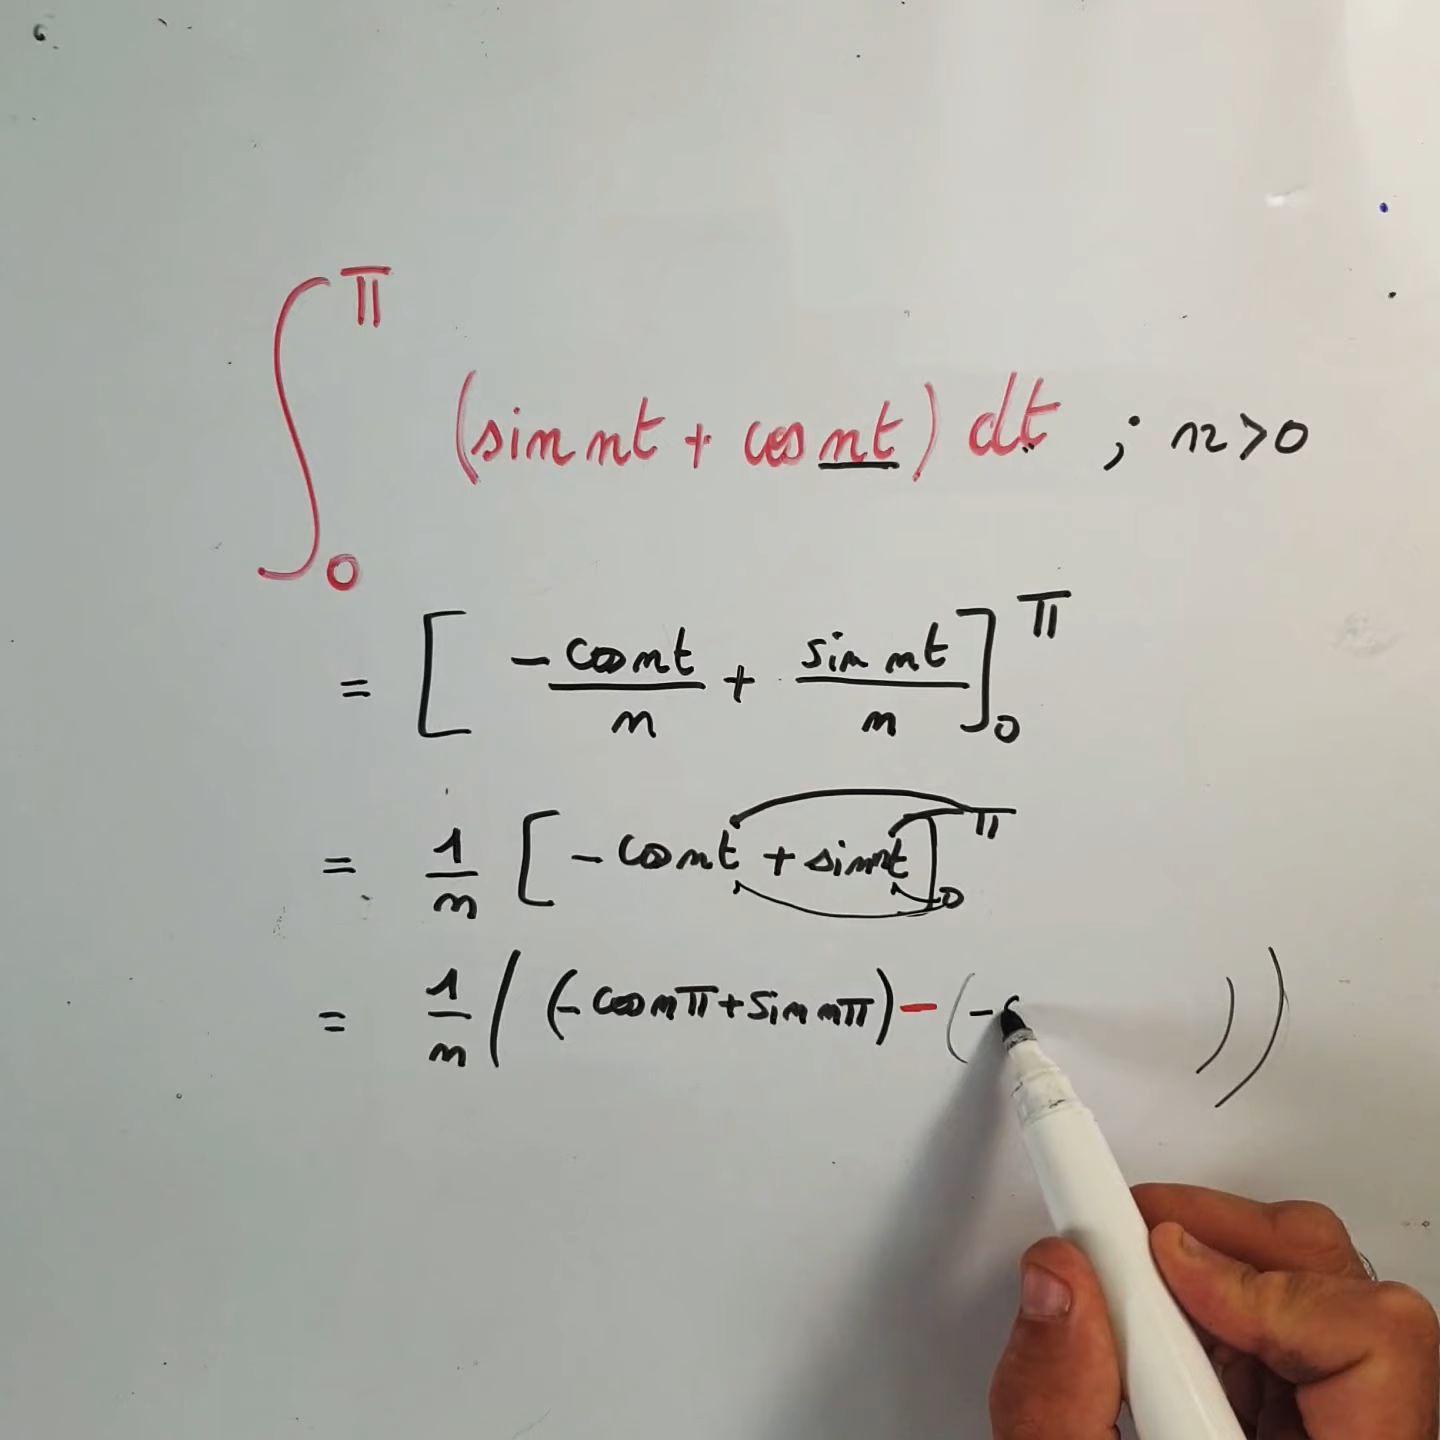 ∫₀^π (sin nt + cos nt) dt ; n>0
= [ -cos nt/n + sin nt/n ]₀^π
= 1/n [ -cos nt + sin nt ]₀^π
= 1/n ( (-cos nπ + sin nπ) - (-c ))